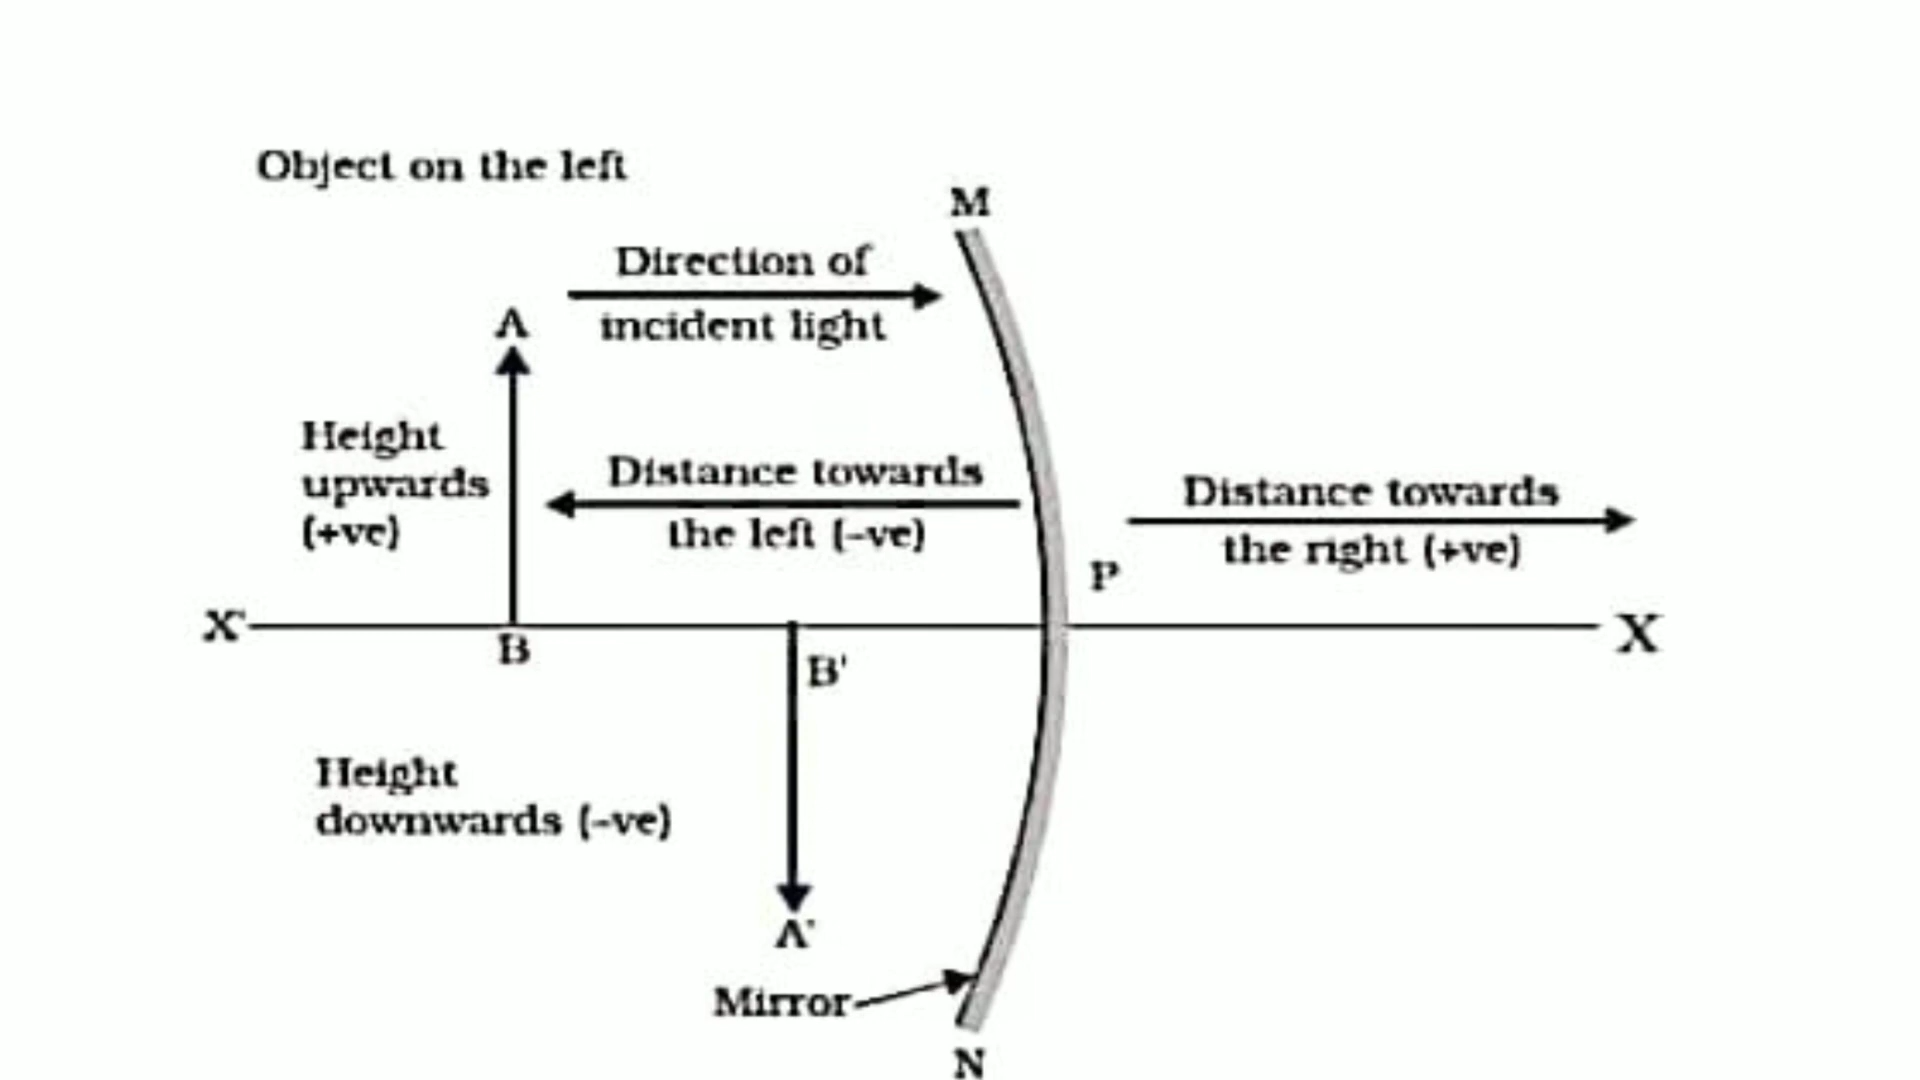 Object on the left
M
Direction of
incident light
A
Height
upwards
(+ve)
Distance towards
the left (–ve)
Distance towards
the right (+ve)
P
X'
B
B'
X
Height
downwards (–ve)
A'
Mirror
N